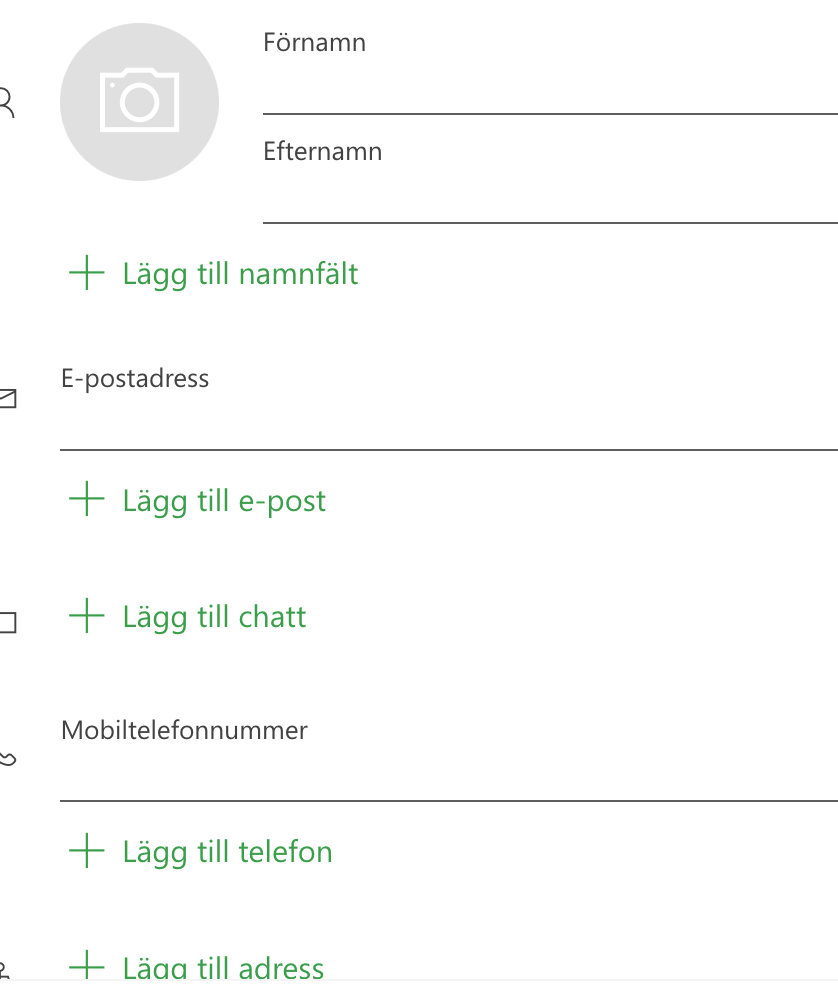 Förnamn
Efternamn
Lägg till namnfält
E-postadress
Lägg till e-post
Lägg till chatt
Mobiltelefonnummer
Lägg till telefon
Lägg till adress